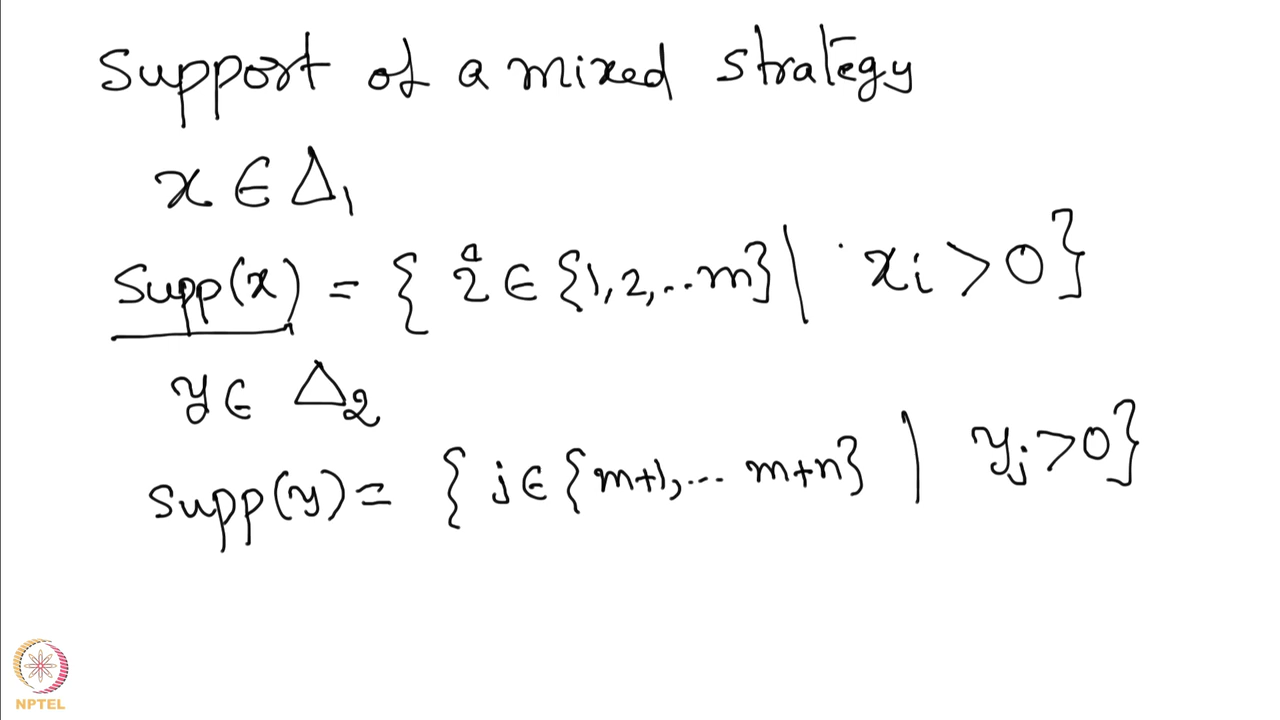 Support of a mixed strategy
x ∈ Δ₁
Supp(x) = { i ∈ {1,2,..m} | xᵢ > 0 }
y ∈ Δ₂
supp(y) = { j ∈ {m+1,... m+n} | yⱼ > 0 }
NPTEL